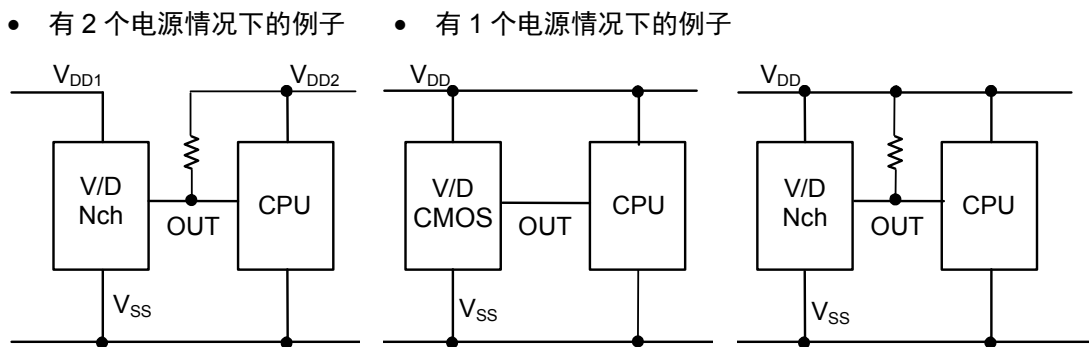 • 有 2 个电源情况下的例子
• 有 1 个电源情况下的例子
VDD1
VDD2
V/D
Nch
OUT
CPU
VSS
VDD
V/D
CMOS
OUT
CPU
VSS
VDD
V/D
Nch
OUT
CPU
VSS